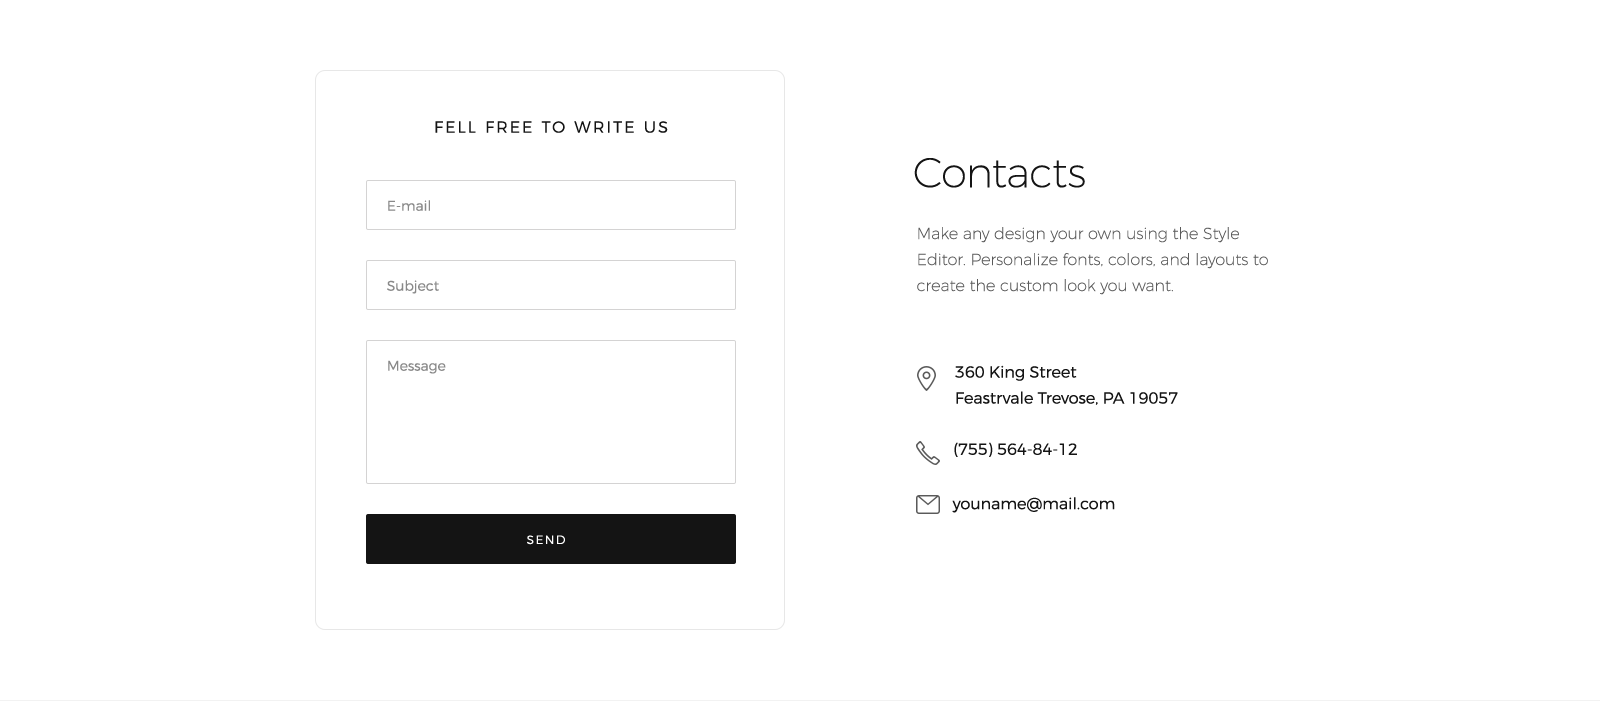 FELL FREE TO WRITE US
E-mail
Subject
Message
SEND
Contacts
Make any design your own using the Style
Editor. Personalize fonts, colors, and layouts to
create the custom look you want.
360 King Street
Feastrvale Trevose, PA 19057
(755) 564-84-12
youname@mail.com